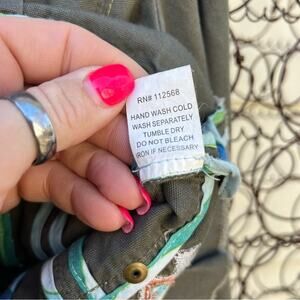 RN# 112568
HAND WASH COLD
WASH SEPARATELY
TUMBLE DRY
DO NOT BLEACH
IRON IF NECESSARY